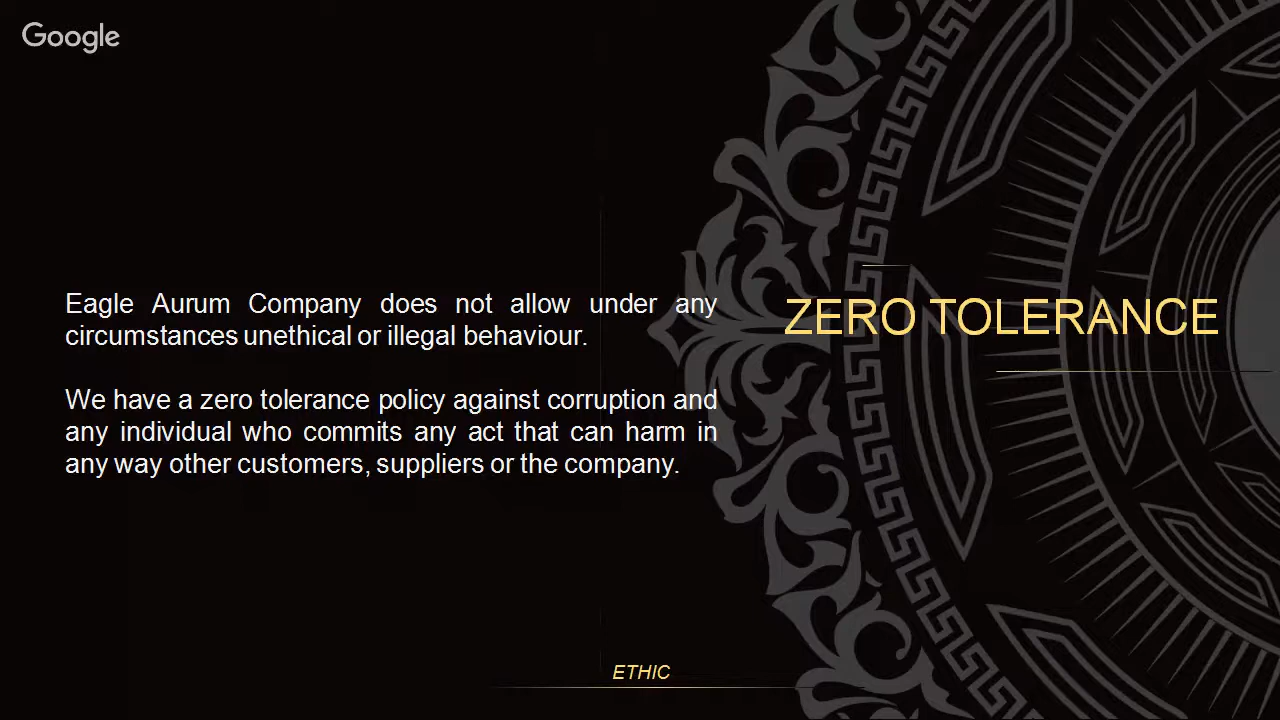 Google
Eagle Aurum Company does not allow under any
circumstances unethical or illegal behaviour.
We have a zero tolerance policy against corruption and
any individual who commits any act that can harm in
any way other customers, suppliers or the company.
ZERO TOLERANCE
ETHIC